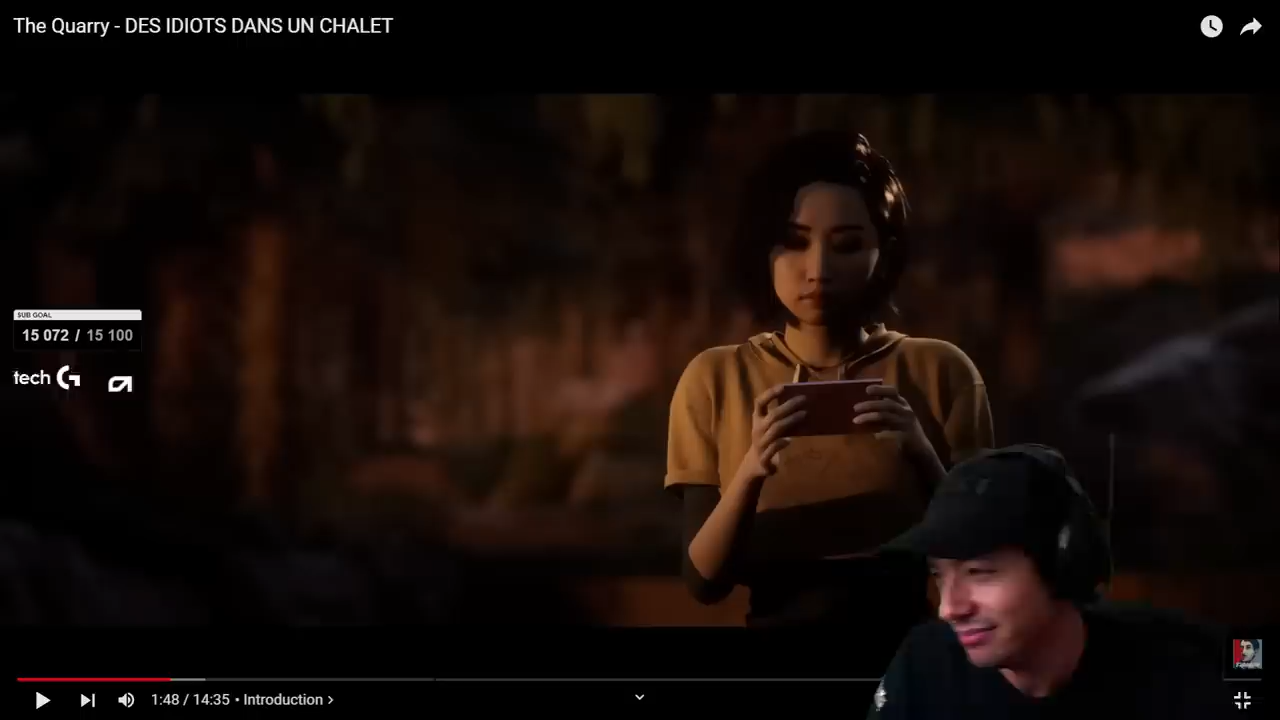 The Quarry - DES IDIOTS DANS UN CHALET
SUB GOAL
15 072 / 15 100
tech G
1:48 / 14:35 • Introduction >